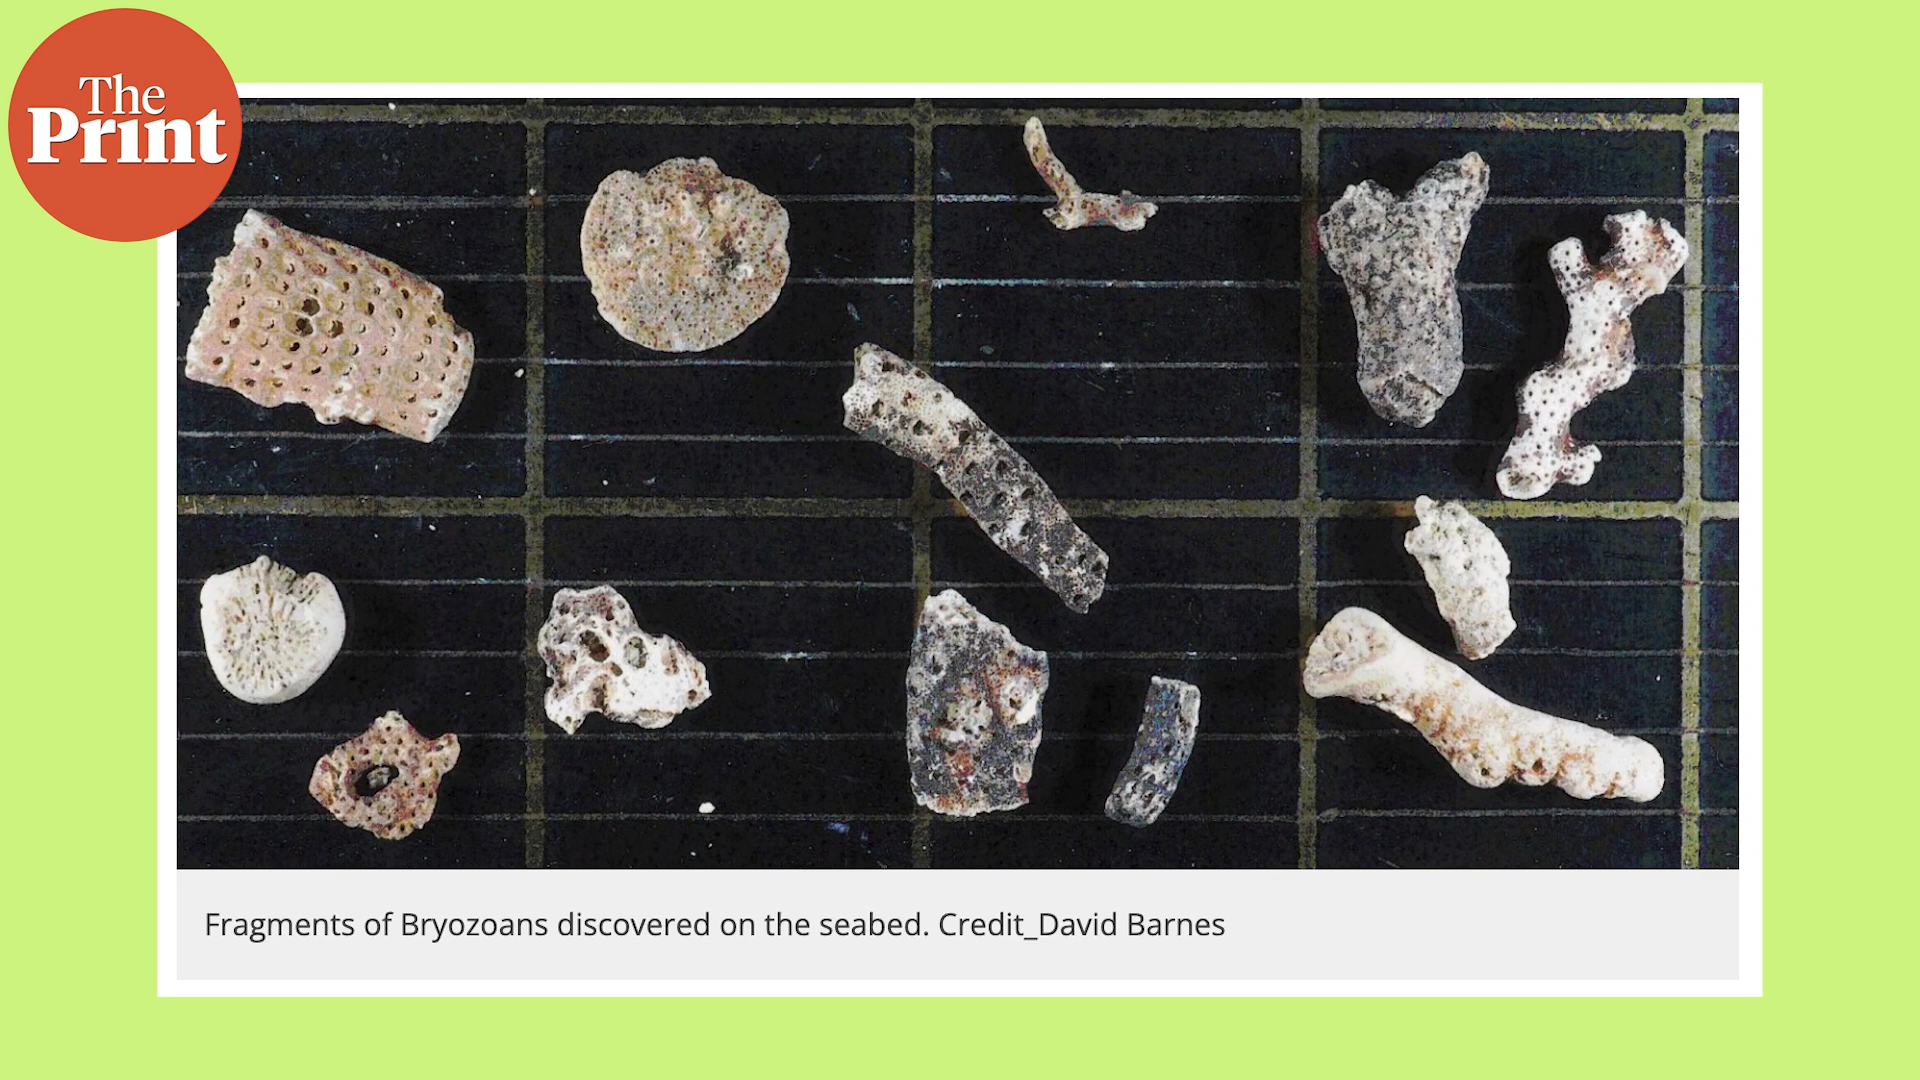 The
Print
Fragments of Bryozoans discovered on the seabed. Credit_David Barnes